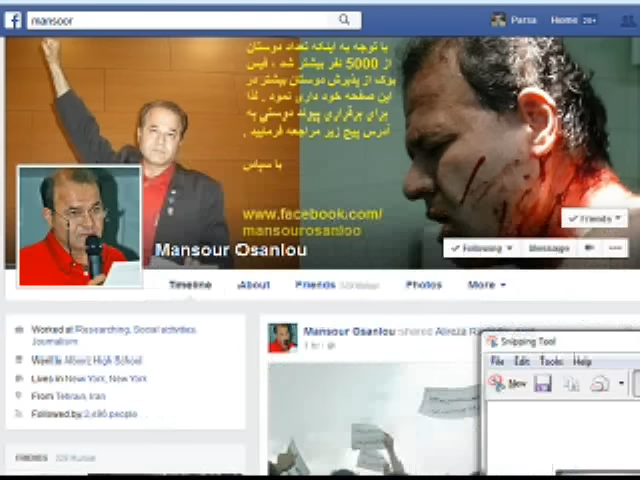 mansoor
Parsa Home 20+
با توجه به اینکه تعداد دوستان
از 5000 نفر بیشتر شد ، فیس
بوک از پذیرش دوستان بیشتر در
این صفحه خود داری نمود . لذا
برای برقراری پیوند دوستی به
آدرس پیج زیر مراجعه فرمایید .
با سپاس
www.facebook.com/
mansourosanloo
Friends
Mansour Osanlou
Following Message
Timeline About Friends Photos More
Worked at Researching, Social activities,
Journalism
Went to Alborz High School
Lives in New York, New York
From Tehran, Iran
Followed by people
FRIENDS
Mansour Osanlou shared Alireza
Snipping Tool
File Edit Tools Help
New